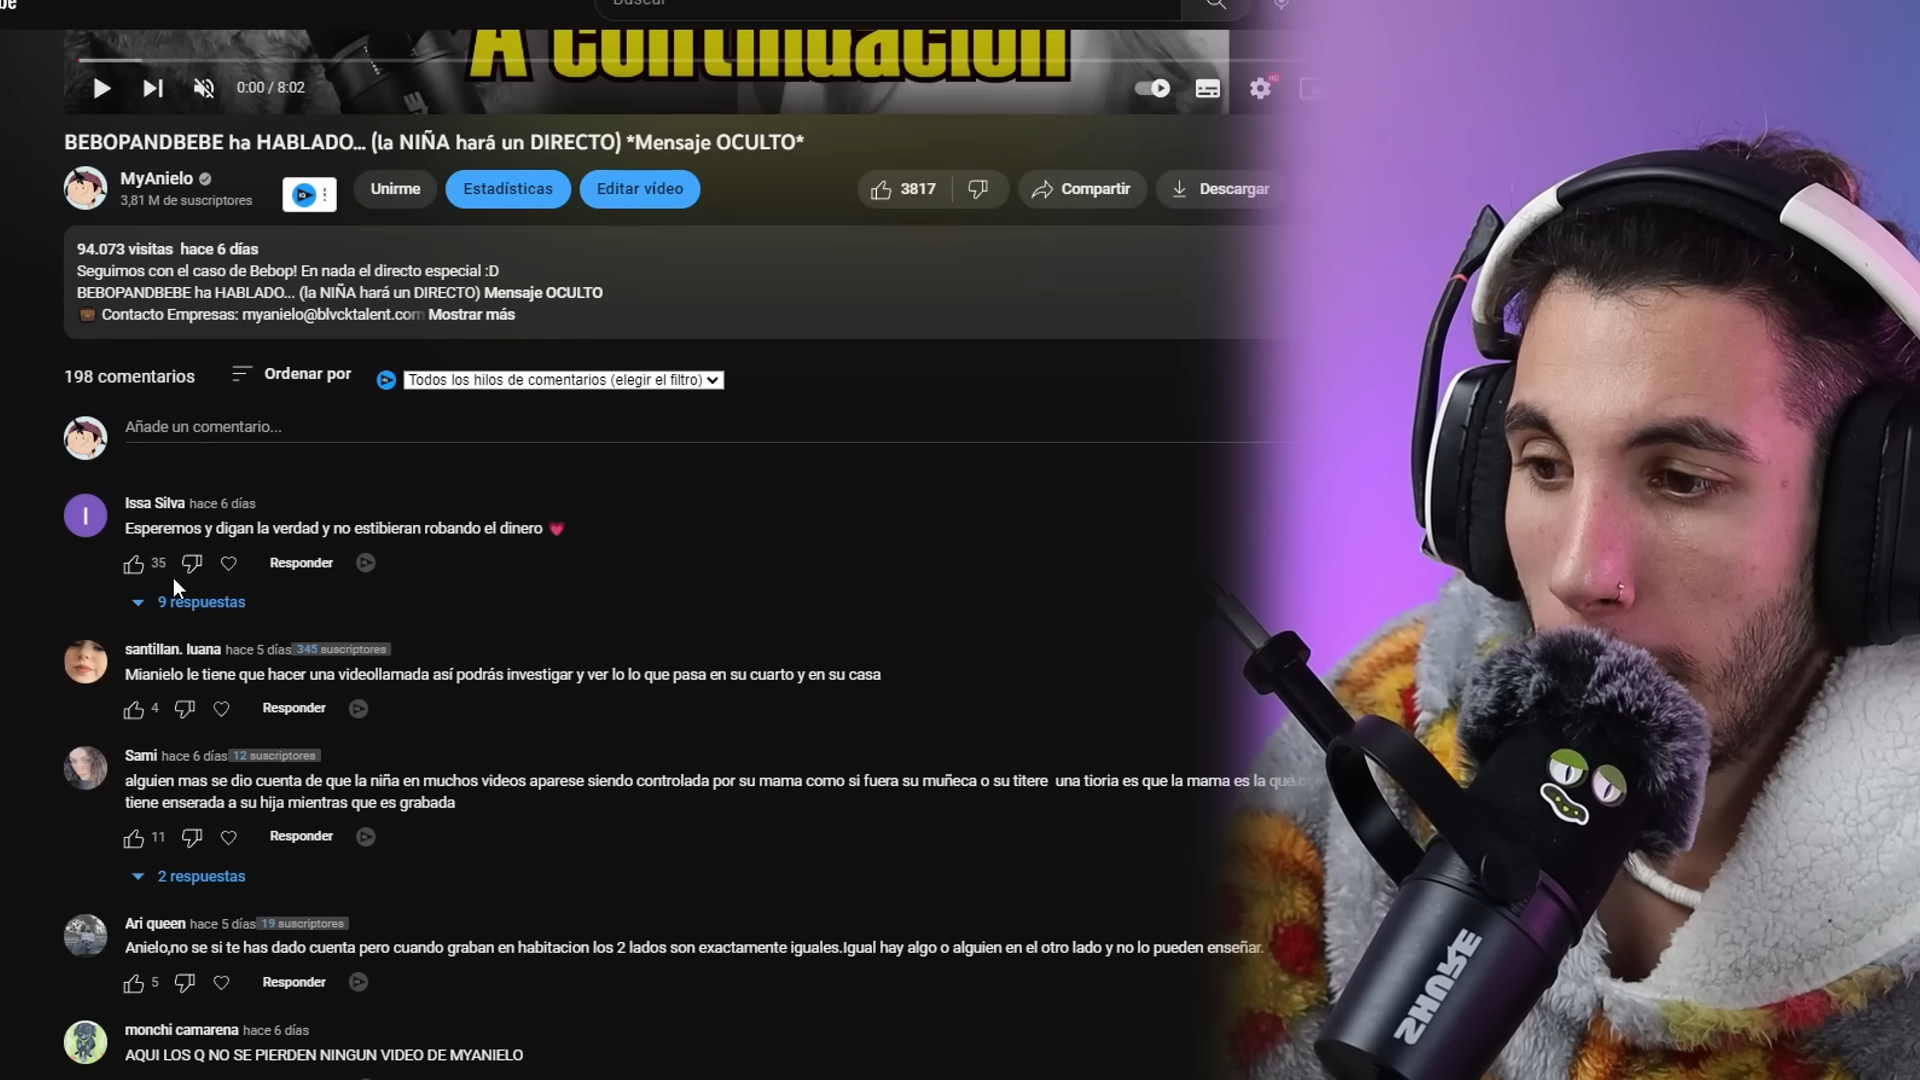 Buscar
A continuación
0:00 / 8:02
HD
BEBOPANDBEBE ha HABLADO... (la NIÑA hará un DIRECTO) *Mensaje OCULTO*
MyAnielo
3,81 M de suscriptores
Unirme
Estadísticas
Editar vídeo
3817
Compartir
Descargar
94.073 visitas hace 6 días
Seguimos con el caso de Bebop! En nada el directo especial :D
BEBOPANDBEBE ha HABLADO... (la NIÑA hará un DIRECTO) Mensaje OCULTO
💼 Contacto Empresas: myanielo@blvcktalent.com Mostrar más
198 comentarios
Ordenar por
Todos los hilos de comentarios (elegir el filtro)
Añade un comentario...
I
Issa Silva hace 6 días
Esperemos y digan la verdad y no estibieran robando el dinero 💗
35
Responder
9 respuestas
santillan. luana hace 5 días 345 suscriptores
Mianielo le tiene que hacer una videollamada así podrás investigar y ver lo lo que pasa en su cuarto y en su casa
4
Responder
Sami hace 6 días 12 suscriptores
alguien mas se dio cuenta de que la niña en muchos videos aparese siendo controlada por su mama como si fuera su muñeca o su titere una tioria es que la mama es la que
tiene enserada a su hija mientras que es grabada
11
Responder
2 respuestas
Ari queen hace 5 días 19 suscriptores
Anielo,no se si te has dado cuenta pero cuando graban en habitacion los 2 lados son exactamente iguales.Igual hay algo o alguien en el otro lado y no lo pueden enseñar.
5
Responder
monchi camarena hace 6 días
AQUI LOS Q NO SE PIERDEN NINGUN VIDEO DE MYANIELO
SHURE